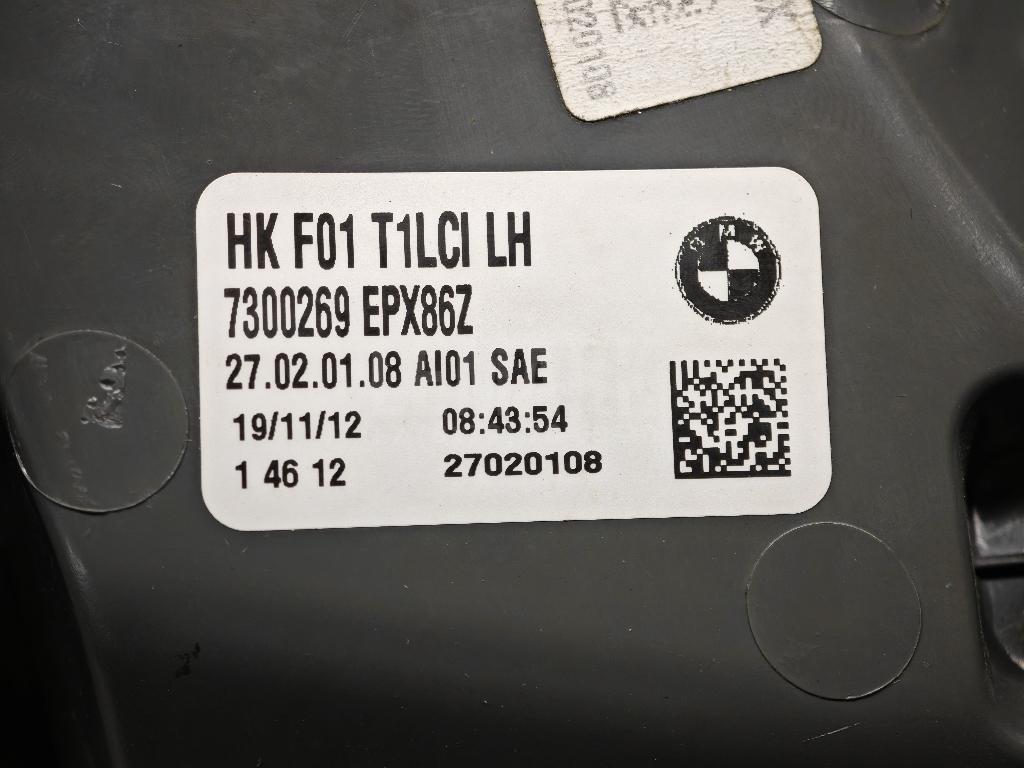 HK F01 T1LCI LH
7300269 EPX86Z
27.02.01.08 AI01 SAE
19/11/12 08:43:54
1 46 12 27020108
BMW